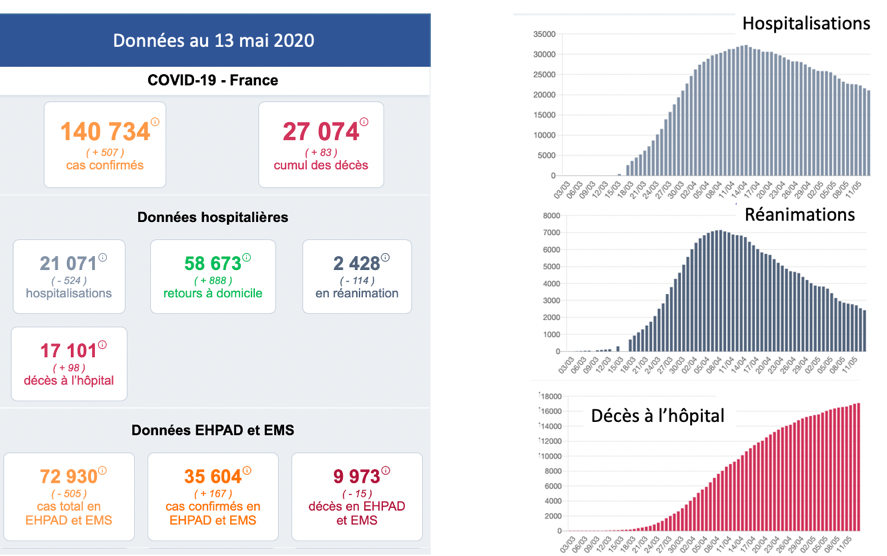 Données au 13 mai 2020
COVID-19 - France
140 734
( + 507 )
cas confirmés
27 074
( + 83 )
cumul des décès
Données hospitalières
21 071
( - 524 )
hospitalisations
58 673
( + 888 )
retours à domicile
2 428
( - 114 )
en réanimation
17 101
( + 98 )
décès à l'hôpital
Données EHPAD et EMS
72 930
( - 505 )
cas total en
EHPAD et EMS
35 604
( + 167 )
cas confirmés en
EHPAD et EMS
9 973
( - 15 )
décès en EHPAD
et EMS
Hospitalisations
35000
30000
25000
20000
15000
10000
5000
0
03/03 06/03 09/03 12/03 15/03 18/03 21/03 24/03 27/03 30/03 02/04 05/04 08/04 11/04 14/04 17/04 20/04 23/04 26/04 29/04 02/05 05/05 08/05 11/05
Réanimations
8000
7000
6000
5000
4000
3000
2000
1000
0
03/03 06/03 09/03 12/03 15/03 18/03 21/03 24/03 27/03 30/03 02/04 05/04 08/04 11/04 14/04 17/04 20/04 23/04 26/04 29/04 02/05 05/05 08/05 11/05
Décès à l'hôpital
18000
16000
14000
12000
10000
8000
6000
4000
2000
0
03/03 06/03 09/03 12/03 15/03 18/03 21/03 24/03 27/03 30/03 02/04 05/04 08/04 11/04 14/04 17/04 20/04 23/04 26/04 29/04 02/05 05/05 08/05 11/05